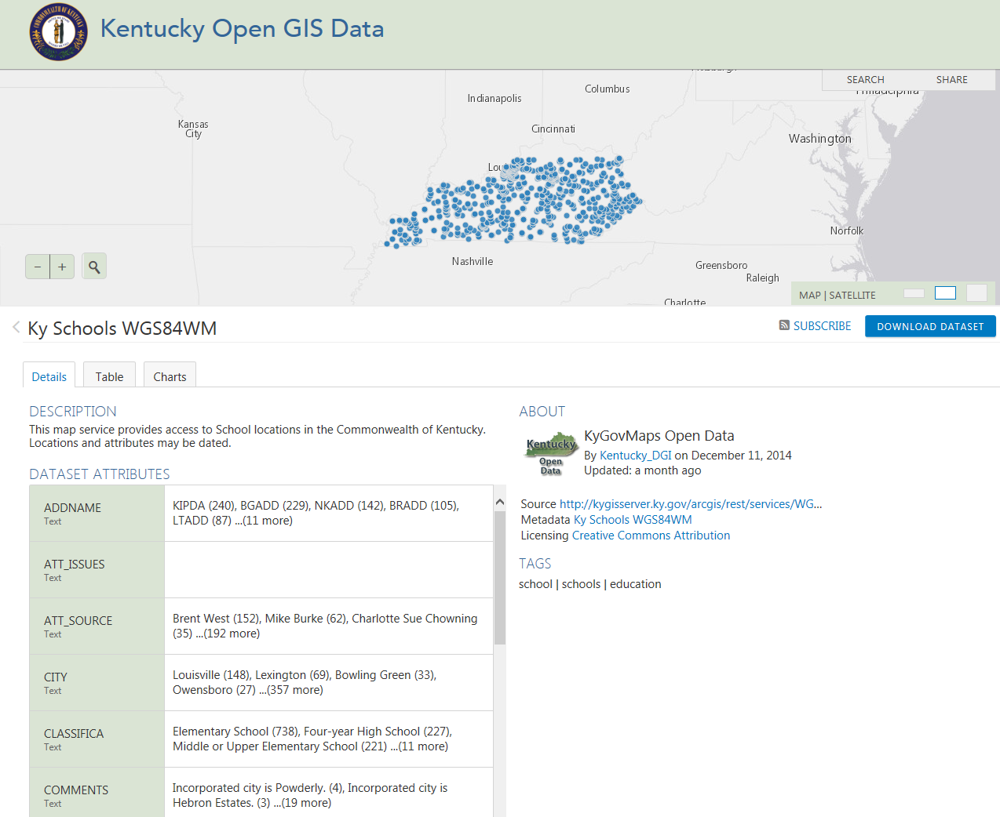 Kentucky Open GIS Data
SEARCH
SHARE
Columbus
Indianapolis
Philadelphia
Kansas
City
Cincinnati
Washington
Norfolk
Nashville
Greensboro
Raleigh
Charlotte
− +
MAP | SATELLITE
Ky Schools WGS84WM
SUBSCRIBE
DOWNLOAD DATASET
Details
Table
Charts
DESCRIPTION
This map service provides access to School locations in the Commonwealth of Kentucky.
Locations and attributes may be dated.
DATASET ATTRIBUTES
ADDNAME
Text
KIPDA (240), BGADD (229), NKADD (142), BRADD (105),
LTADD (87) ...(11 more)
ATT_ISSUES
Text
ATT_SOURCE
Text
Brent West (152), Mike Burke (62), Charlotte Sue Chowning
(35) ...(192 more)
CITY
Text
Louisville (148), Lexington (69), Bowling Green (33),
Owensboro (27) ...(357 more)
CLASSIFICA
Text
Elementary School (738), Four-year High School (227),
Middle or Upper Elementary School (221) ...(11 more)
COMMENTS
Text
Incorporated city is Powderly. (4), Incorporated city is
Hebron Estates. (3) ...(19 more)
ABOUT
Kentucky
Open
Data
KyGovMaps Open Data
By Kentucky_DGI on December 11, 2014
Updated: a month ago
Source http://kygisserver.ky.gov/arcgis/rest/services/WG...
Metadata Ky Schools WGS84WM
Licensing Creative Commons Attribution
TAGS
school | schools | education